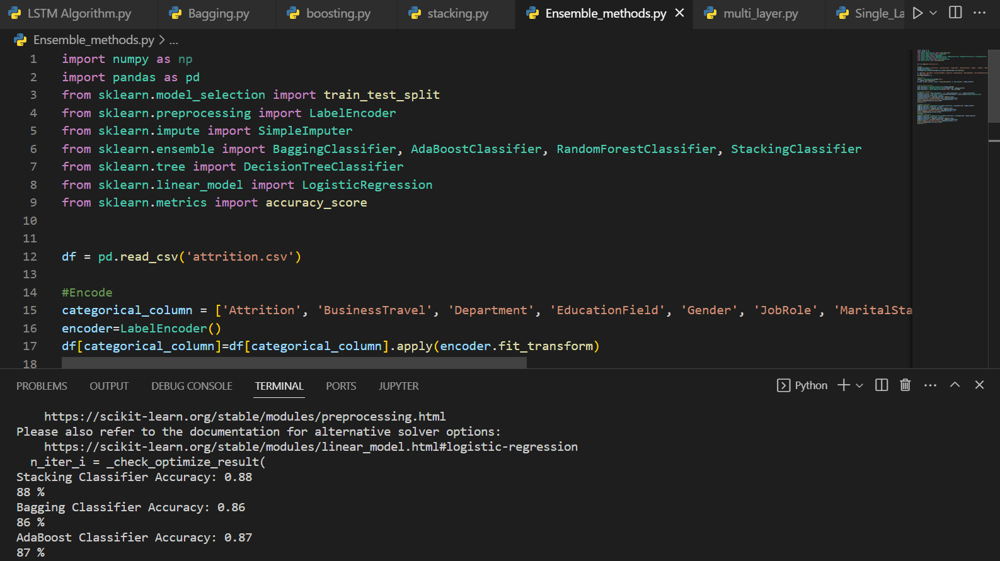 LSTM Algorithm.py Bagging.py boosting.py stacking.py Ensemble_methods.py multi_layer.py Single_La
Ensemble_methods.py > ...
1 import numpy as np
2 import pandas as pd
3 from sklearn.model_selection import train_test_split
4 from sklearn.preprocessing import LabelEncoder
5 from sklearn.impute import SimpleImputer
6 from sklearn.ensemble import BaggingClassifier, AdaBoostClassifier, RandomForestClassifier, StackingClassifier
7 from sklearn.tree import DecisionTreeClassifier
8 from sklearn.linear_model import LogisticRegression
9 from sklearn.metrics import accuracy_score
10
11
12 df = pd.read_csv('attrition.csv')
13
14 #Encode
15 categorical_column = ['Attrition', 'BusinessTravel', 'Department', 'EducationField', 'Gender', 'JobRole', 'MaritalSta
16 encoder=LabelEncoder()
17 df[categorical_column]=df[categorical_column].apply(encoder.fit_transform)
18
PROBLEMS OUTPUT DEBUG CONSOLE TERMINAL PORTS JUPYTER Python
https://scikit-learn.org/stable/modules/preprocessing.html
Please also refer to the documentation for alternative solver options:
https://scikit-learn.org/stable/modules/linear_model.html#logistic-regression
n_iter_i = _check_optimize_result(
Stacking Classifier Accuracy: 0.88
88 %
Bagging Classifier Accuracy: 0.86
86 %
AdaBoost Classifier Accuracy: 0.87
87 %